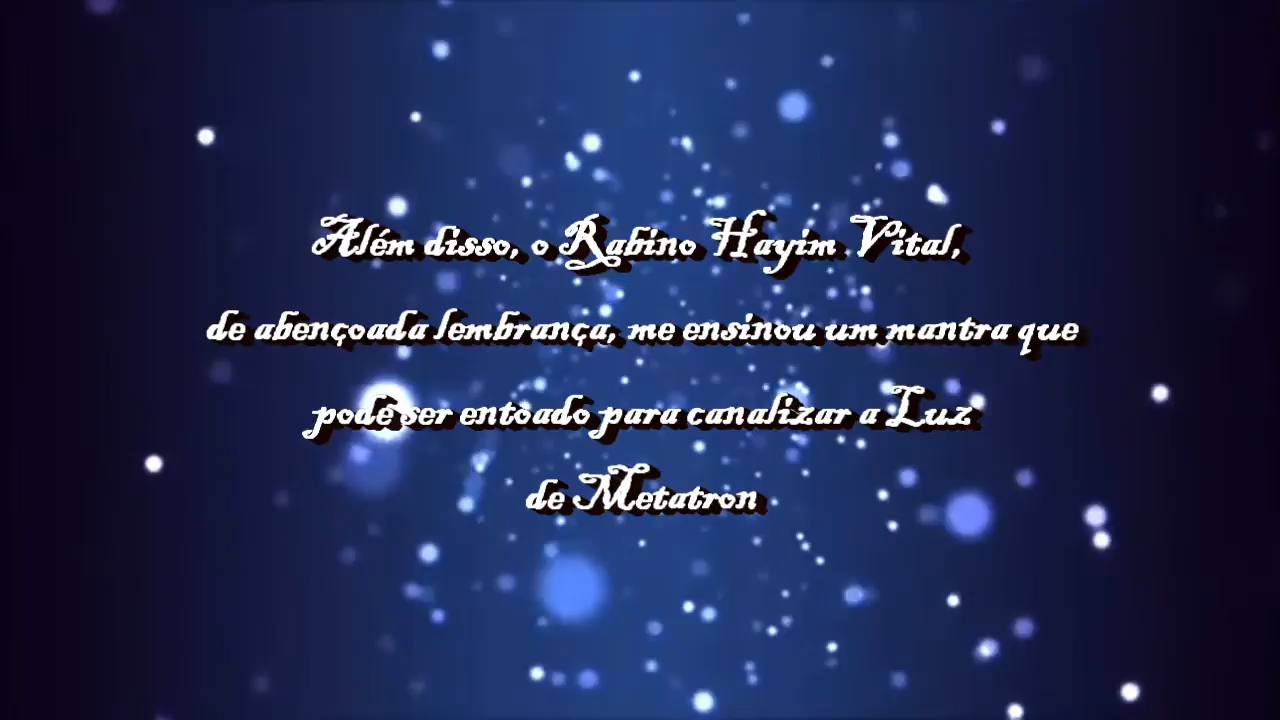 Além disso, o Rabino Hayim Vital,
de abençoada lembrança, me ensinou um mantra que
pode ser entoado para canalizar a Luz
de Metatron